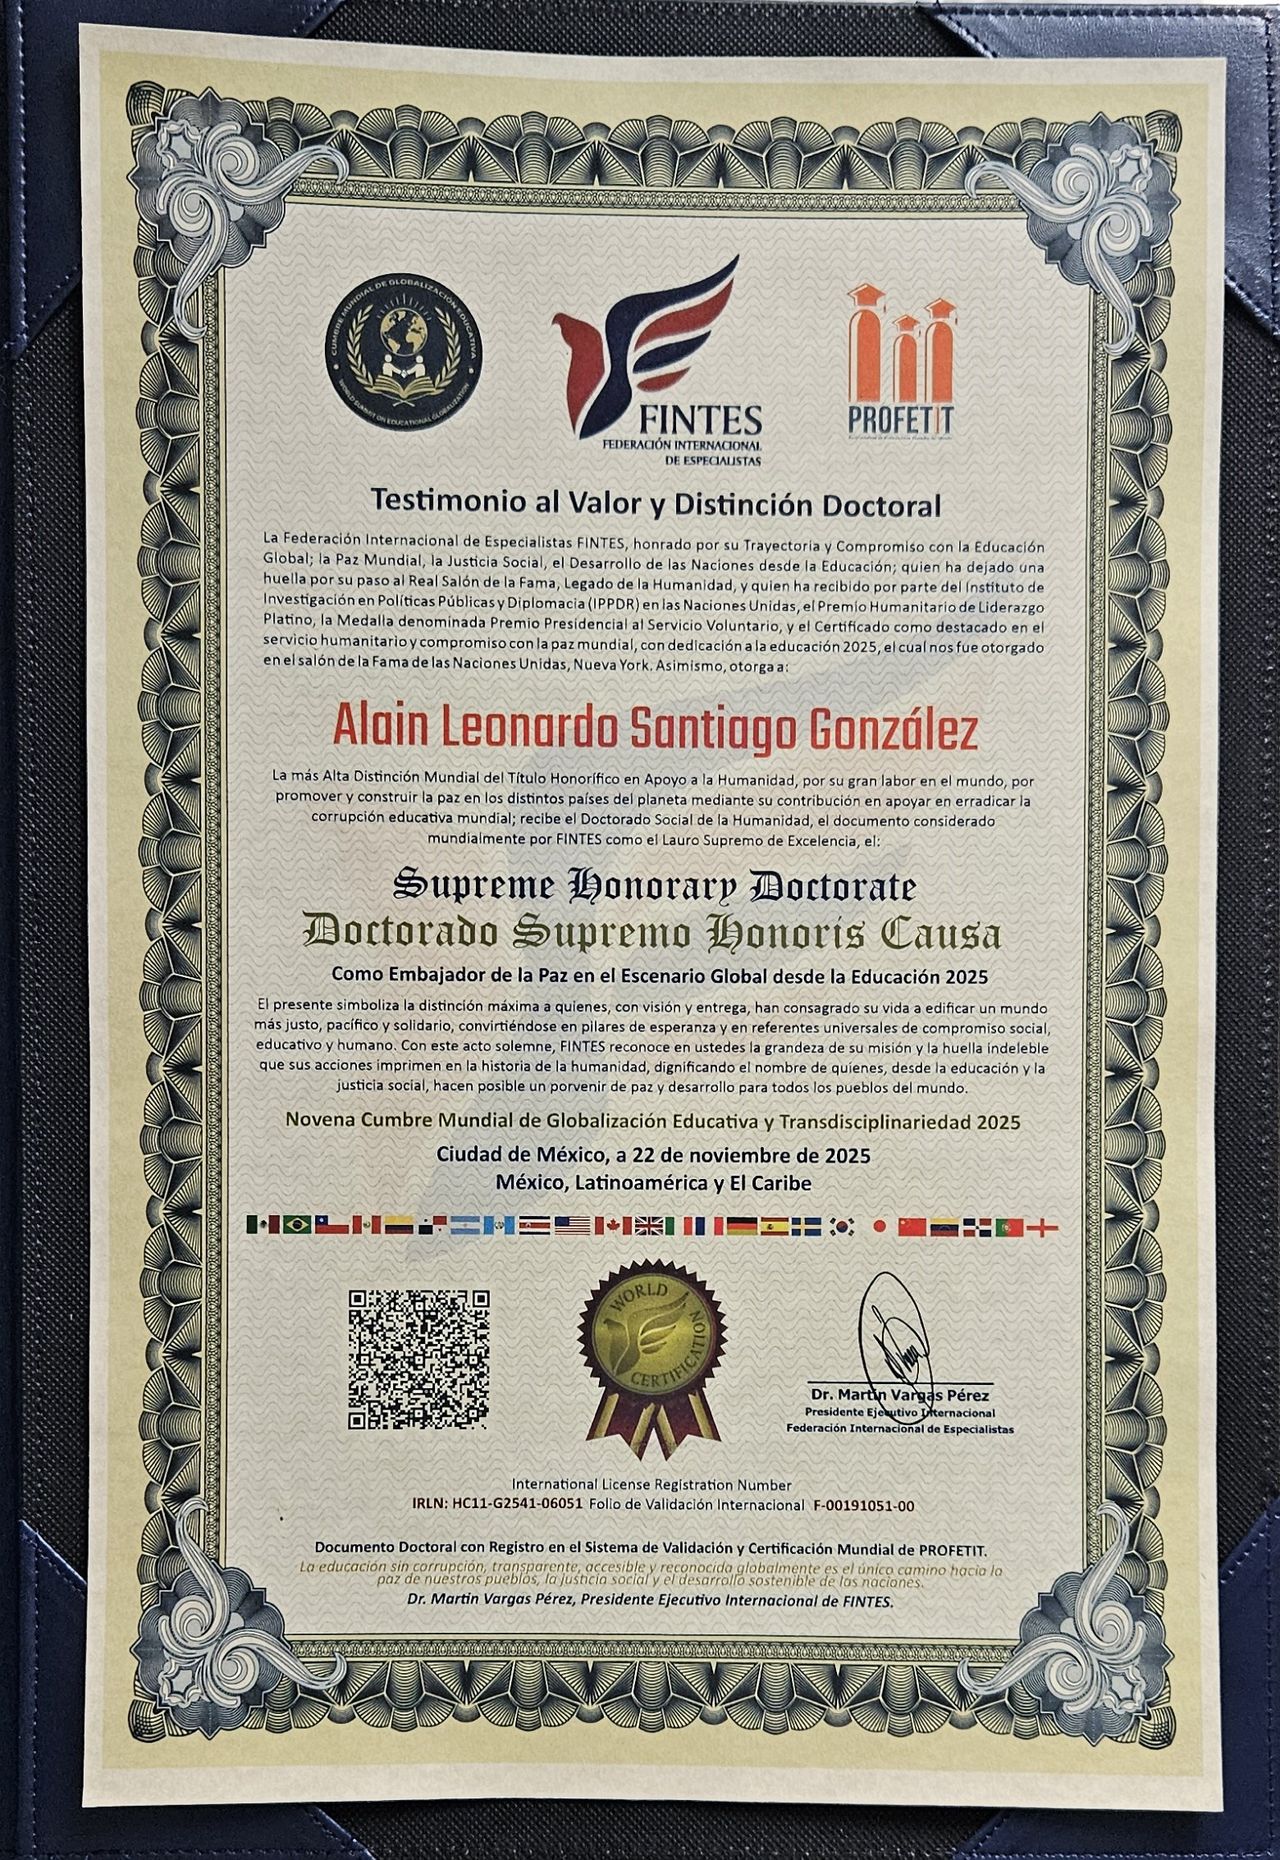 CUMBRE MUNDIAL DE GLOBALIZACIÓN EDUCATIVA
WORLD SUMMIT ON EDUCATIONAL GLOBALIZATION
FINTES
FEDERACIÓN INTERNACIONAL
DE ESPECIALISTAS
PROFETIT
Testimonio al Valor y Distinción Doctoral
La Federación Internacional de Especialistas FINTES, honrado por su Trayectoria y Compromiso con la Educación
Global; la Paz Mundial, la Justicia Social, el Desarrollo de las Naciones desde la Educación; quien ha dejado una
huella por su paso al Real Salón de la Fama, Legado de la Humanidad, y quien ha recibido por parte del Instituto de
Investigación en Políticas Públicas y Diplomacia (IPPDR) en las Naciones Unidas, el Premio Humanitario de Liderazgo
Platino, la Medalla denominada Premio Presidencial al Servicio Voluntario, y el Certificado como destacado en el
servicio humanitario y compromiso con la paz mundial, con dedicación a la educación 2025, el cual nos fue otorgado
en el salón de la Fama de las Naciones Unidas, Nueva York. Asimismo, otorga a:
Alain Leonardo Santiago González
La más Alta Distinción Mundial del Título Honorífico en Apoyo a la Humanidad, por su gran labor en el mundo, por
promover y construir la paz en los distintos países del planeta mediante su contribución en apoyar en erradicar la
corrupción educativa mundial; recibe el Doctorado Social de la Humanidad, el documento considerado
mundialmente por FINTES como el Lauro Supremo de Excelencia, el:
Supreme Honorary Doctorate
Doctorado Supremo Honoris Causa
Como Embajador de la Paz en el Escenario Global desde la Educación 2025
El presente simboliza la distinción máxima a quienes, con visión y entrega, han consagrado su vida a edificar un mundo
más justo, pacífico y solidario, convirtiéndose en pilares de esperanza y en referentes universales de compromiso social,
educativo y humano. Con este acto solemne, FINTES reconoce en ustedes la grandeza de su misión y la huella indeleble
que sus acciones imprimen en la historia de la humanidad, dignificando el nombre de quienes, desde la educación y la
justicia social, hacen posible un porvenir de paz y desarrollo para todos los pueblos del mundo.
Novena Cumbre Mundial de Globalización Educativa y Transdisciplinariedad 2025
Ciudad de México, a 22 de noviembre de 2025
México, Latinoamérica y El Caribe
WORLD CERTIFICATION
Dr. Martín Vargas Pérez
Presidente Ejecutivo Internacional
Federación Internacional de Especialistas
International License Registration Number
IRLN: HC11-G2541-06051 Folio de Validación Internacional F-00191051-00
Documento Doctoral con Registro en el Sistema de Validación y Certificación Mundial de PROFETIT.
La educación sin corrupción, transparente, accesible y reconocida globalmente es el único camino hacia la
paz de nuestros pueblos, la justicia social y el desarrollo sostenible de las naciones.
Dr. Martin Vargas Pérez, Presidente Ejecutivo Internacional de FINTES.